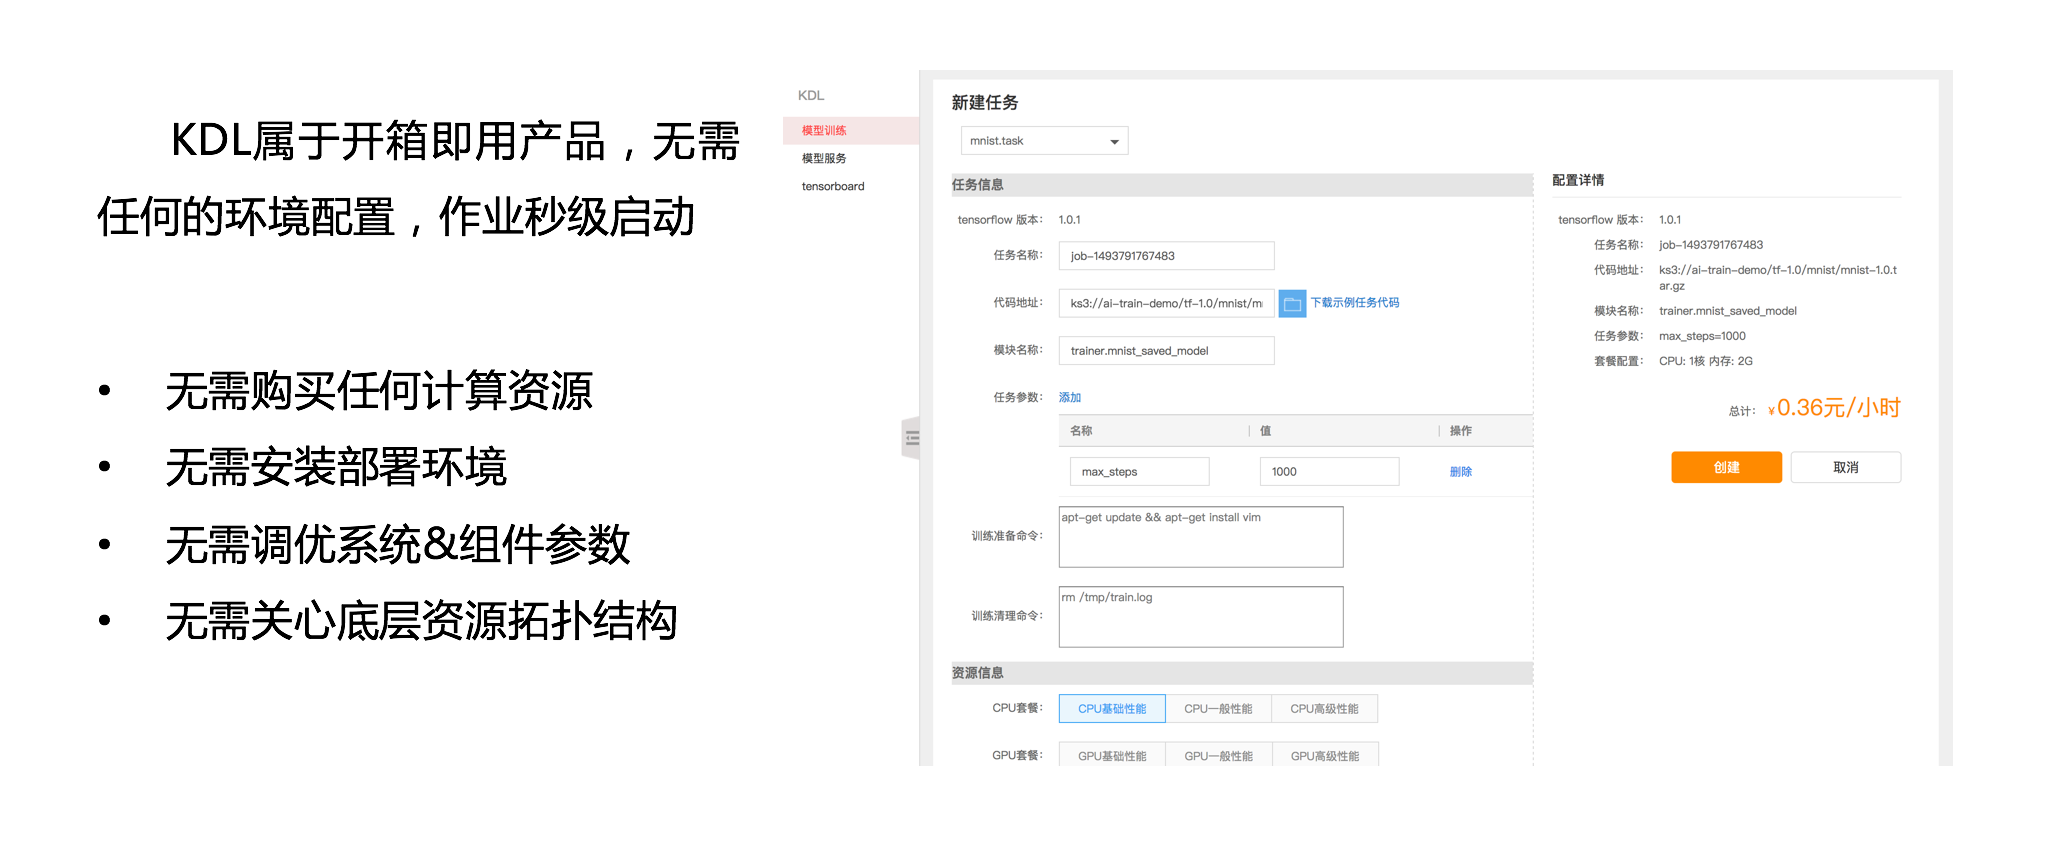 KDL属于开箱即用产品，无需
任何的环境配置，作业秒级启动
• 无需购买任何计算资源
• 无需安装部署环境
• 无需调优系统&组件参数
• 无需关心底层资源拓扑结构
KDL
模型训练
模型服务
tensorboard
新建任务
mnist.task
任务信息
tensorflow 版本： 1.0.1
任务名称： job-1493791767483
代码地址： ks3://ai-train-demo/tf-1.0/mnist/m 下载示例任务代码
模块名称： trainer.mnist_saved_model
任务参数： 添加
名称 值 操作
max_steps 1000 删除
训练准备命令： apt-get update && apt-get install vim
训练清理命令： rm /tmp/train.log
资源信息
CPU套餐： CPU基础性能 CPU一般性能 CPU高级性能
GPU套餐： GPU基础性能 GPU一般性能 GPU高级性能
配置详情
tensorflow 版本： 1.0.1
任务名称： job-1493791767483
代码地址： ks3://ai-train-demo/tf-1.0/mnist/mnist-1.0.t
ar.gz
模块名称： trainer.mnist_saved_model
任务参数： max_steps=1000
套餐配置： CPU: 1核 内存: 2G
总计： ¥0.36元/小时
创建 取消